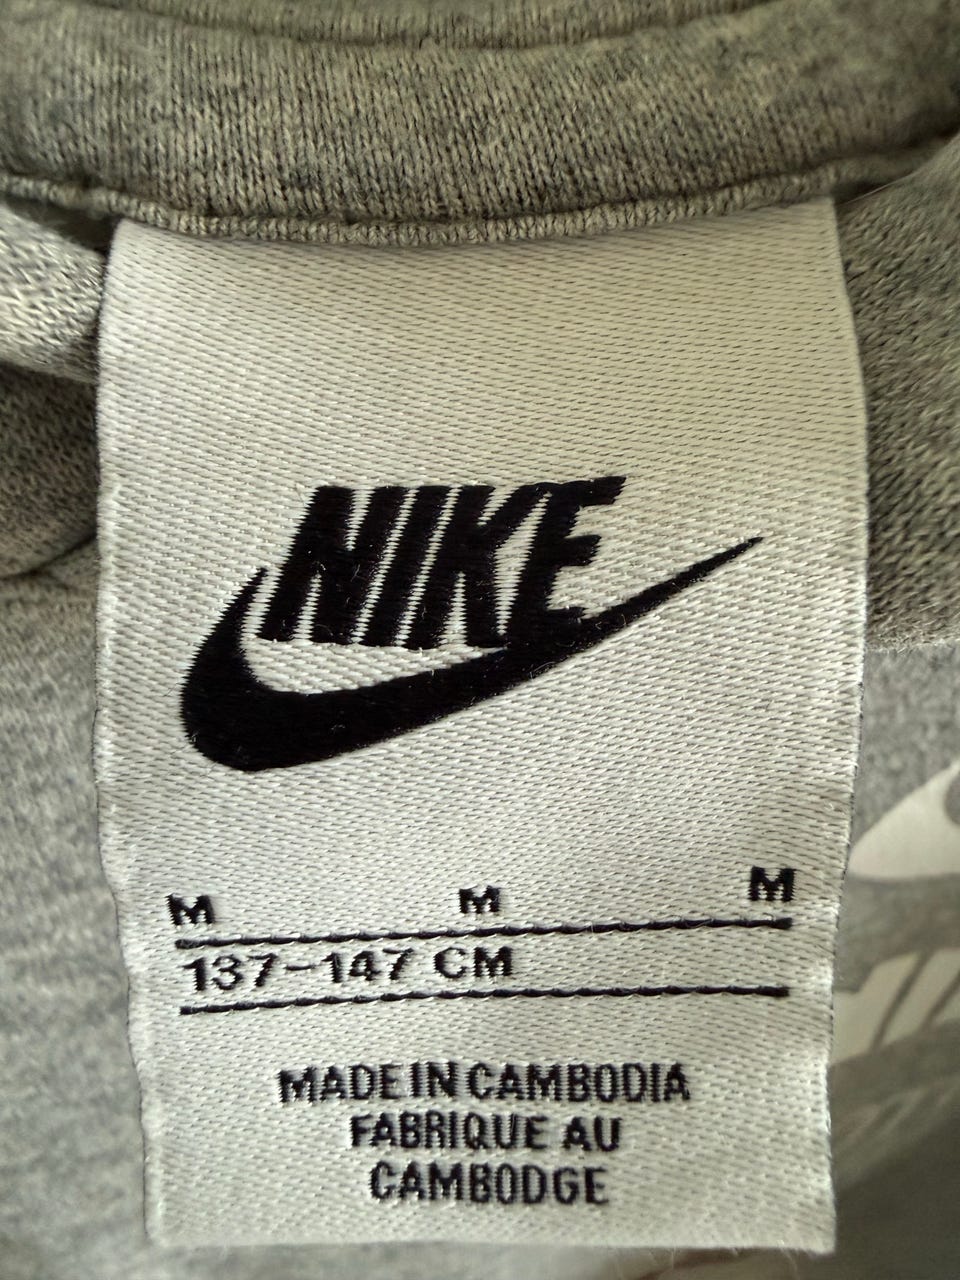 NIKE
M M M
137-147 CM
MADE IN CAMBODIA
FABRIQUE AU
CAMBODGE